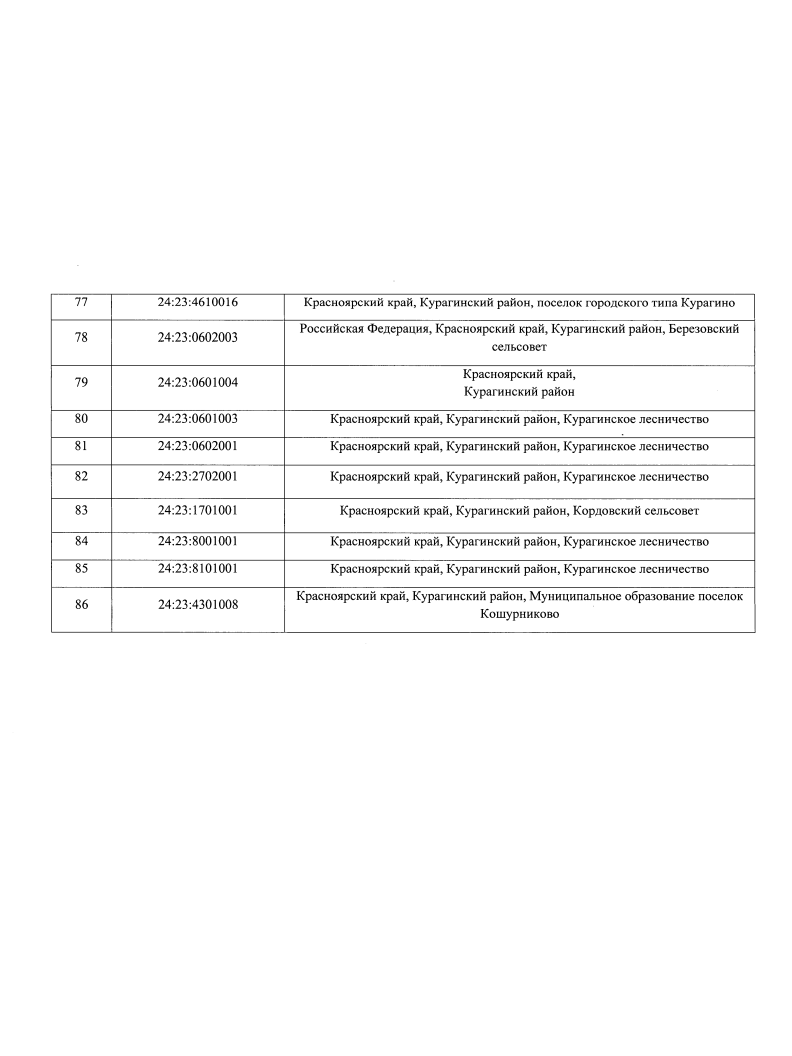 77 24:23:4610016 Красноярский край, Курагинский район, поселок городского типа Курагино
78 24:23:0602003 Российская Федерация, Красноярский край, Курагинский район, Березовский
сельсовет
79 24:23:0601004 Красноярский край,
Курагинский район
80 24:23:0601003 Красноярский край, Курагинский район, Курагинское лесничество
81 24:23:0602001 Красноярский край, Курагинский район, Курагинское лесничество
82 24:23:2702001 Красноярский край, Курагинский район, Курагинское лесничество
83 24:23:1701001 Красноярский край, Курагинский район, Кордовский сельсовет
84 24:23:8001001 Красноярский край, Курагинский район, Курагинское лесничество
85 24:23:8101001 Красноярский край, Курагинский район, Курагинское лесничество
86 24:23:4301008 Красноярский край, Курагинский район, Муниципальное образование поселок
Кошурниково